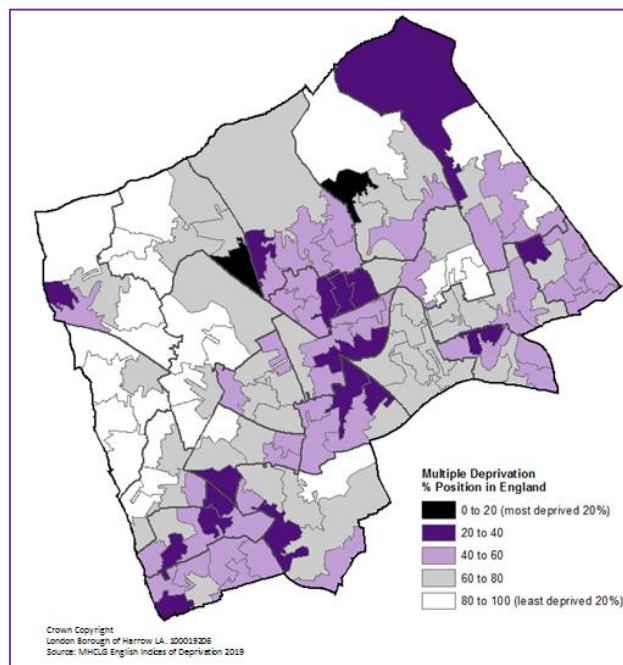 Multiple Deprivation
% Position in England
0 to 20 (most deprived 20%)
20 to 40
40 to 60
60 to 80
80 to 100 (least deprived 20%)
Crown Copyright
London Borough of Harrow LA. 100019206
Source: MHCLG English Indices of Deprivation 2019